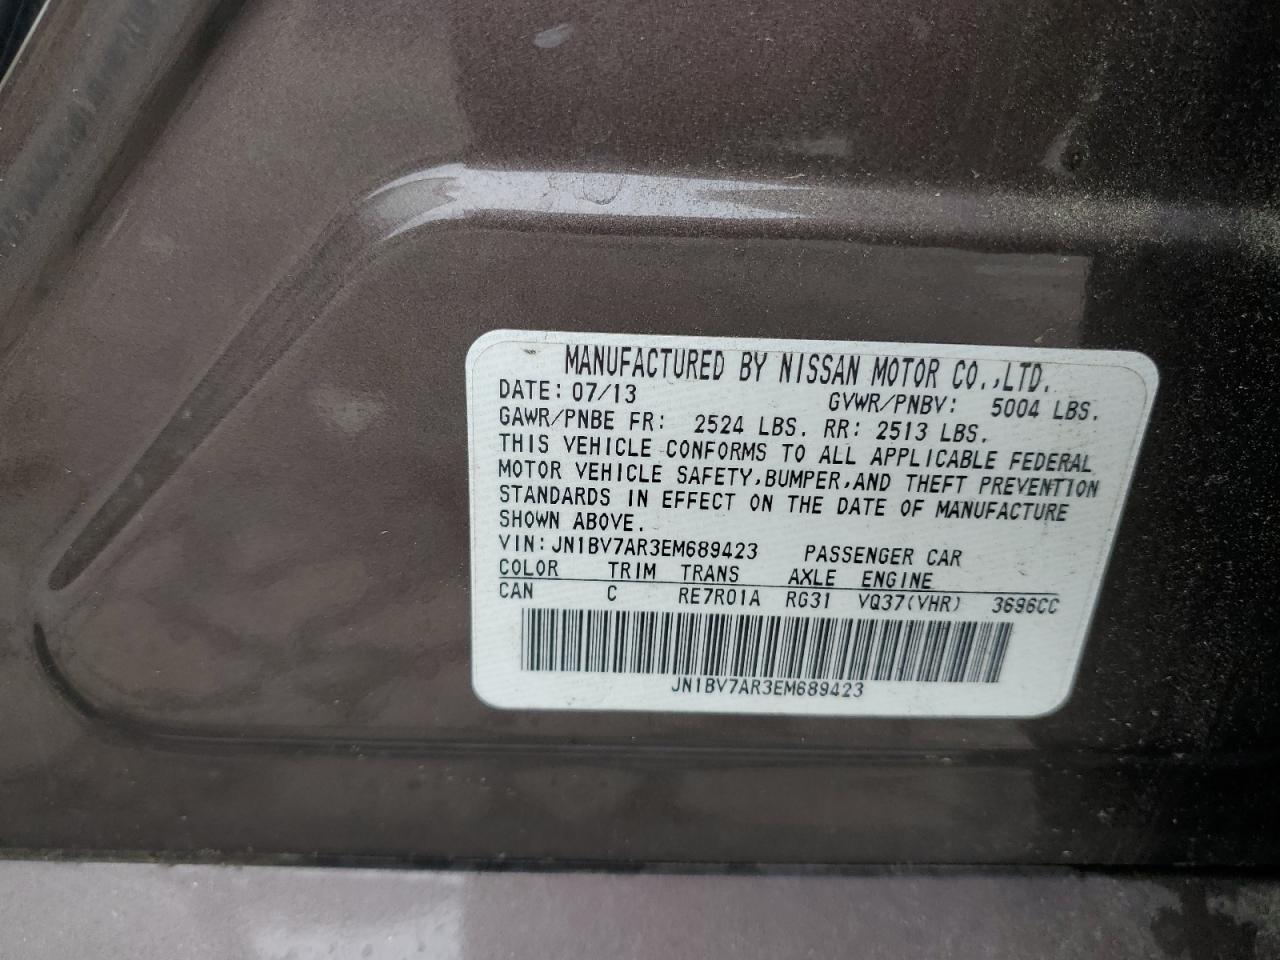 MANUFACTURED BY NISSAN MOTOR CO.,LTD.
DATE: 07/13 GVWR/PNBV: 5004 LBS.
GAWR/PNBE FR: 2524 LBS. RR: 2513 LBS.
THIS VEHICLE CONFORMS TO ALL APPLICABLE FEDERAL
MOTOR VEHICLE SAFETY,BUMPER,AND THEFT PREVENTION
STANDARDS IN EFFECT ON THE DATE OF MANUFACTURE
SHOWN ABOVE.
VIN:JN1BV7AR3EM689423 PASSENGER CAR
COLOR TRIM TRANS AXLE ENGINE
CAN C RE7R01A RG31 VQ37(VHR) 3696CC
JN1BV7AR3EM689423